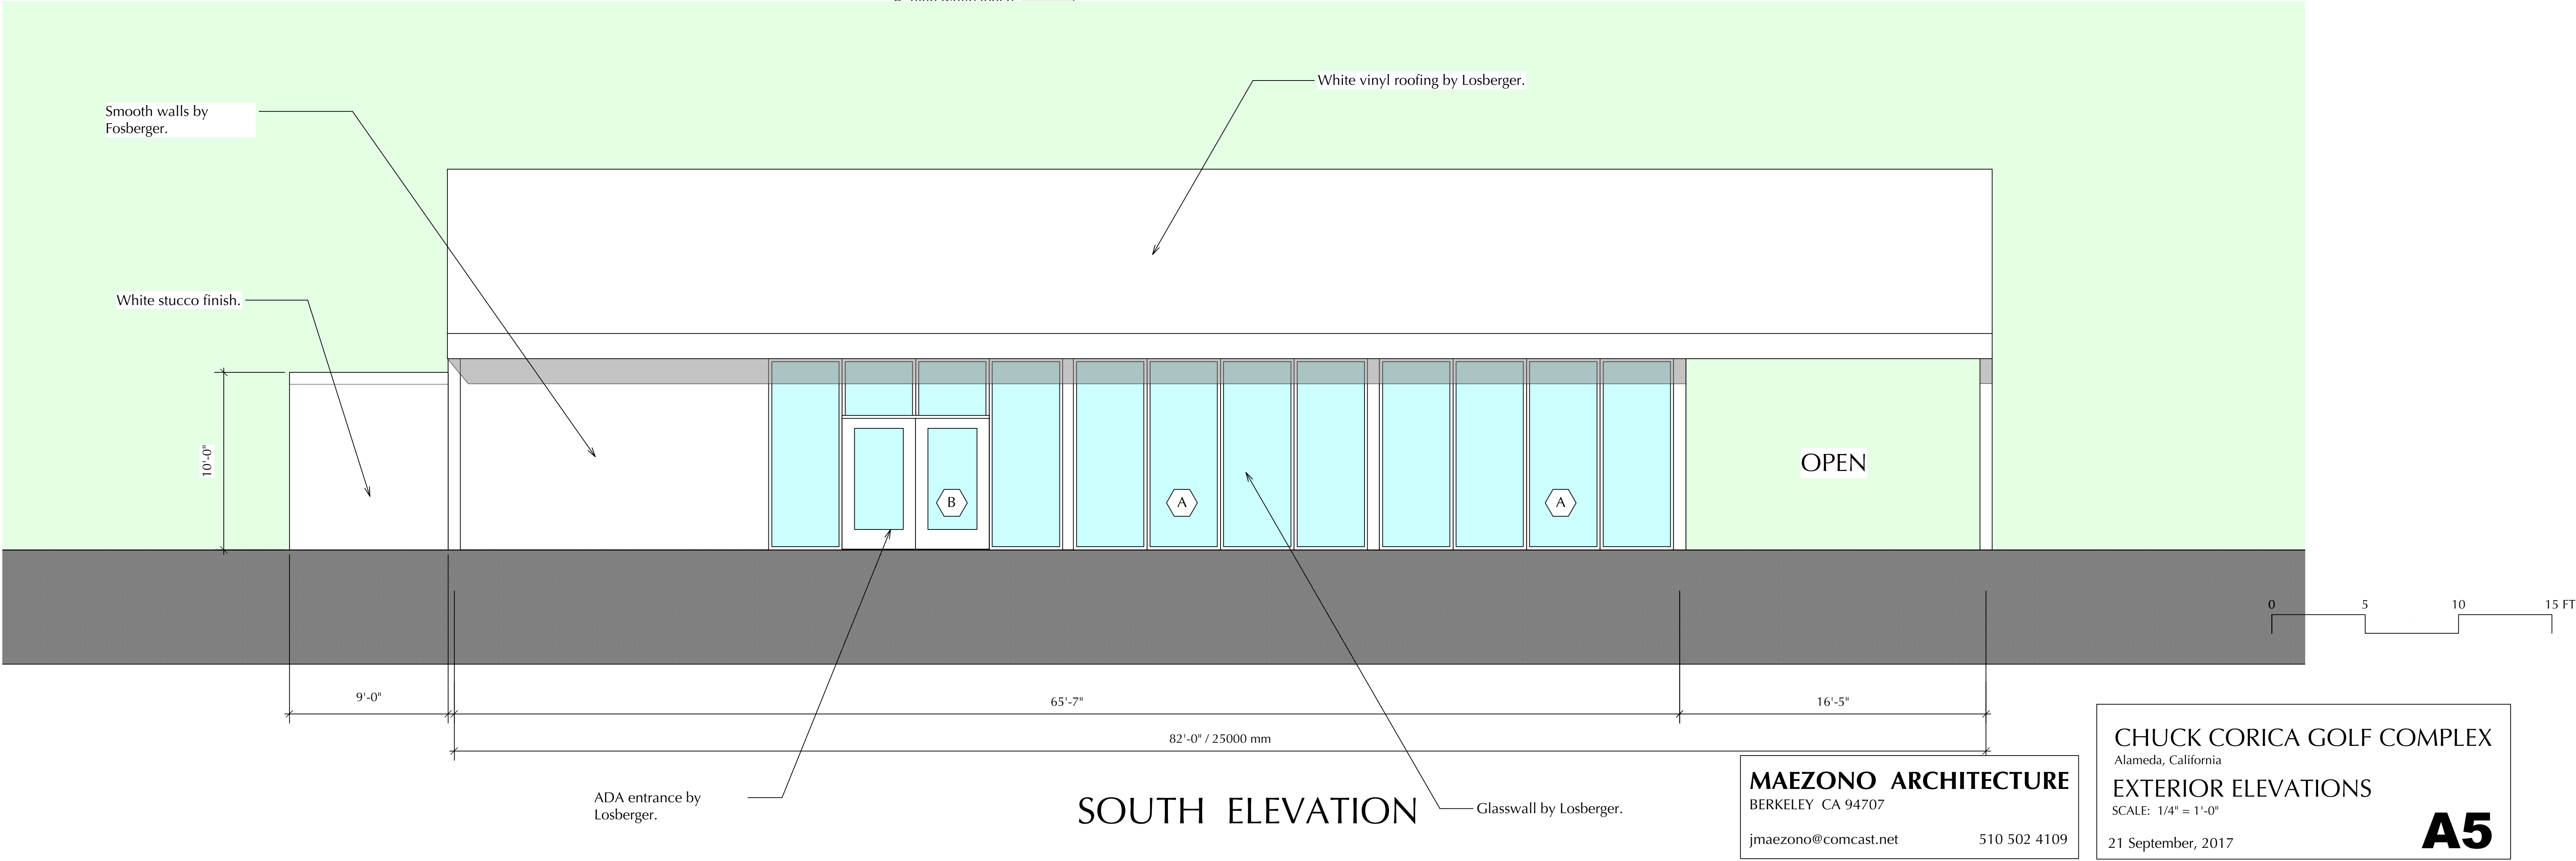 White vinyl roofing by Losberger.
Smooth walls by
Fosberger.
White stucco finish.
10'-0"
OPEN
B
A
A
0 5 10 15 FT
9'-0"
65'-7"
16'-5"
82'-0" / 25000 mm
ADA entrance by
Losberger.
SOUTH ELEVATION
Glasswall by Losberger.
MAEZONO ARCHITECTURE
BERKELEY CA 94707
jmaezono@comcast.net 510 502 4109
CHUCK CORICA GOLF COMPLEX
Alameda, California
EXTERIOR ELEVATIONS
SCALE: 1/4" = 1'-0"
21 September, 2017
A5